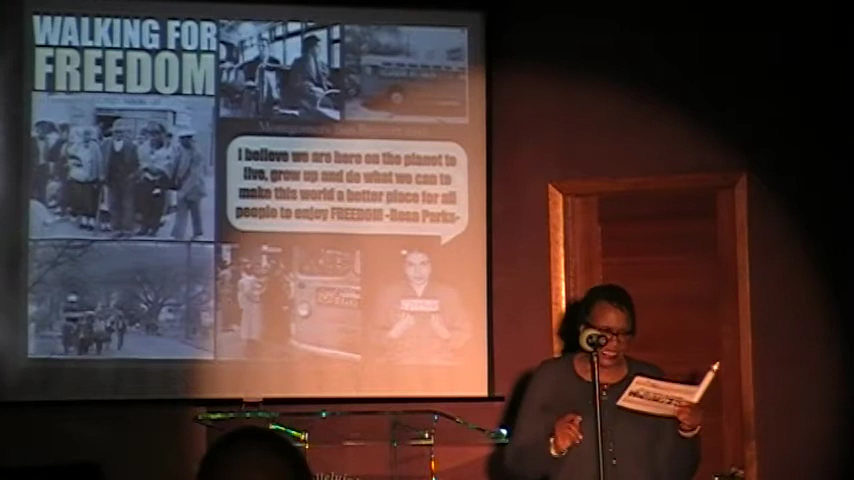 WALKING FOR
FREEDOM
I believe we are here on the planet to
live, grow up and do what we can to
make this world a better place for all
people to enjoy FREEDOM -Rosa Parks-